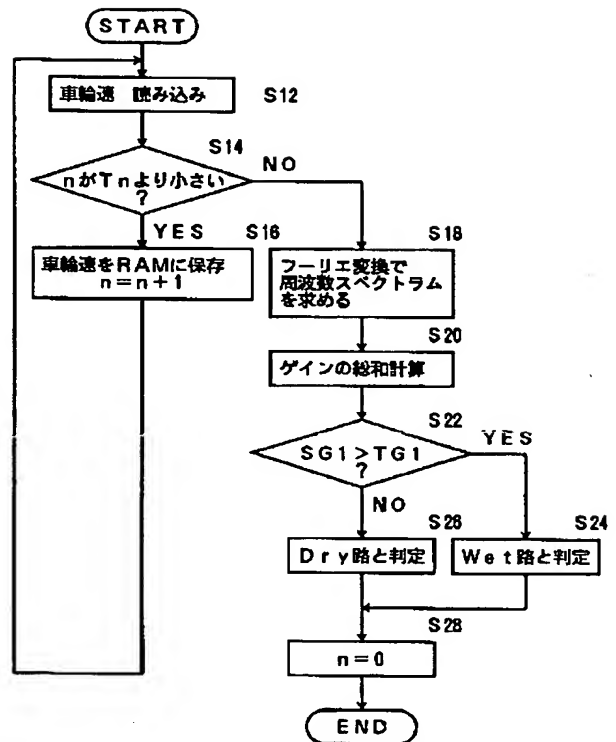 START
車輪速 読み込み
S12
S14
nがTnより小さい
?
NO
YES
S16
車輪速をRAMに保存
n=n+1
S18
フーリエ変換で
周波数スペクトラム
を求める
S20
ゲインの総和計算
S22
SG1>TG1
?
YES
NO
S26
Dry路と判定
S24
Wet路と判定
S28
n=0
END